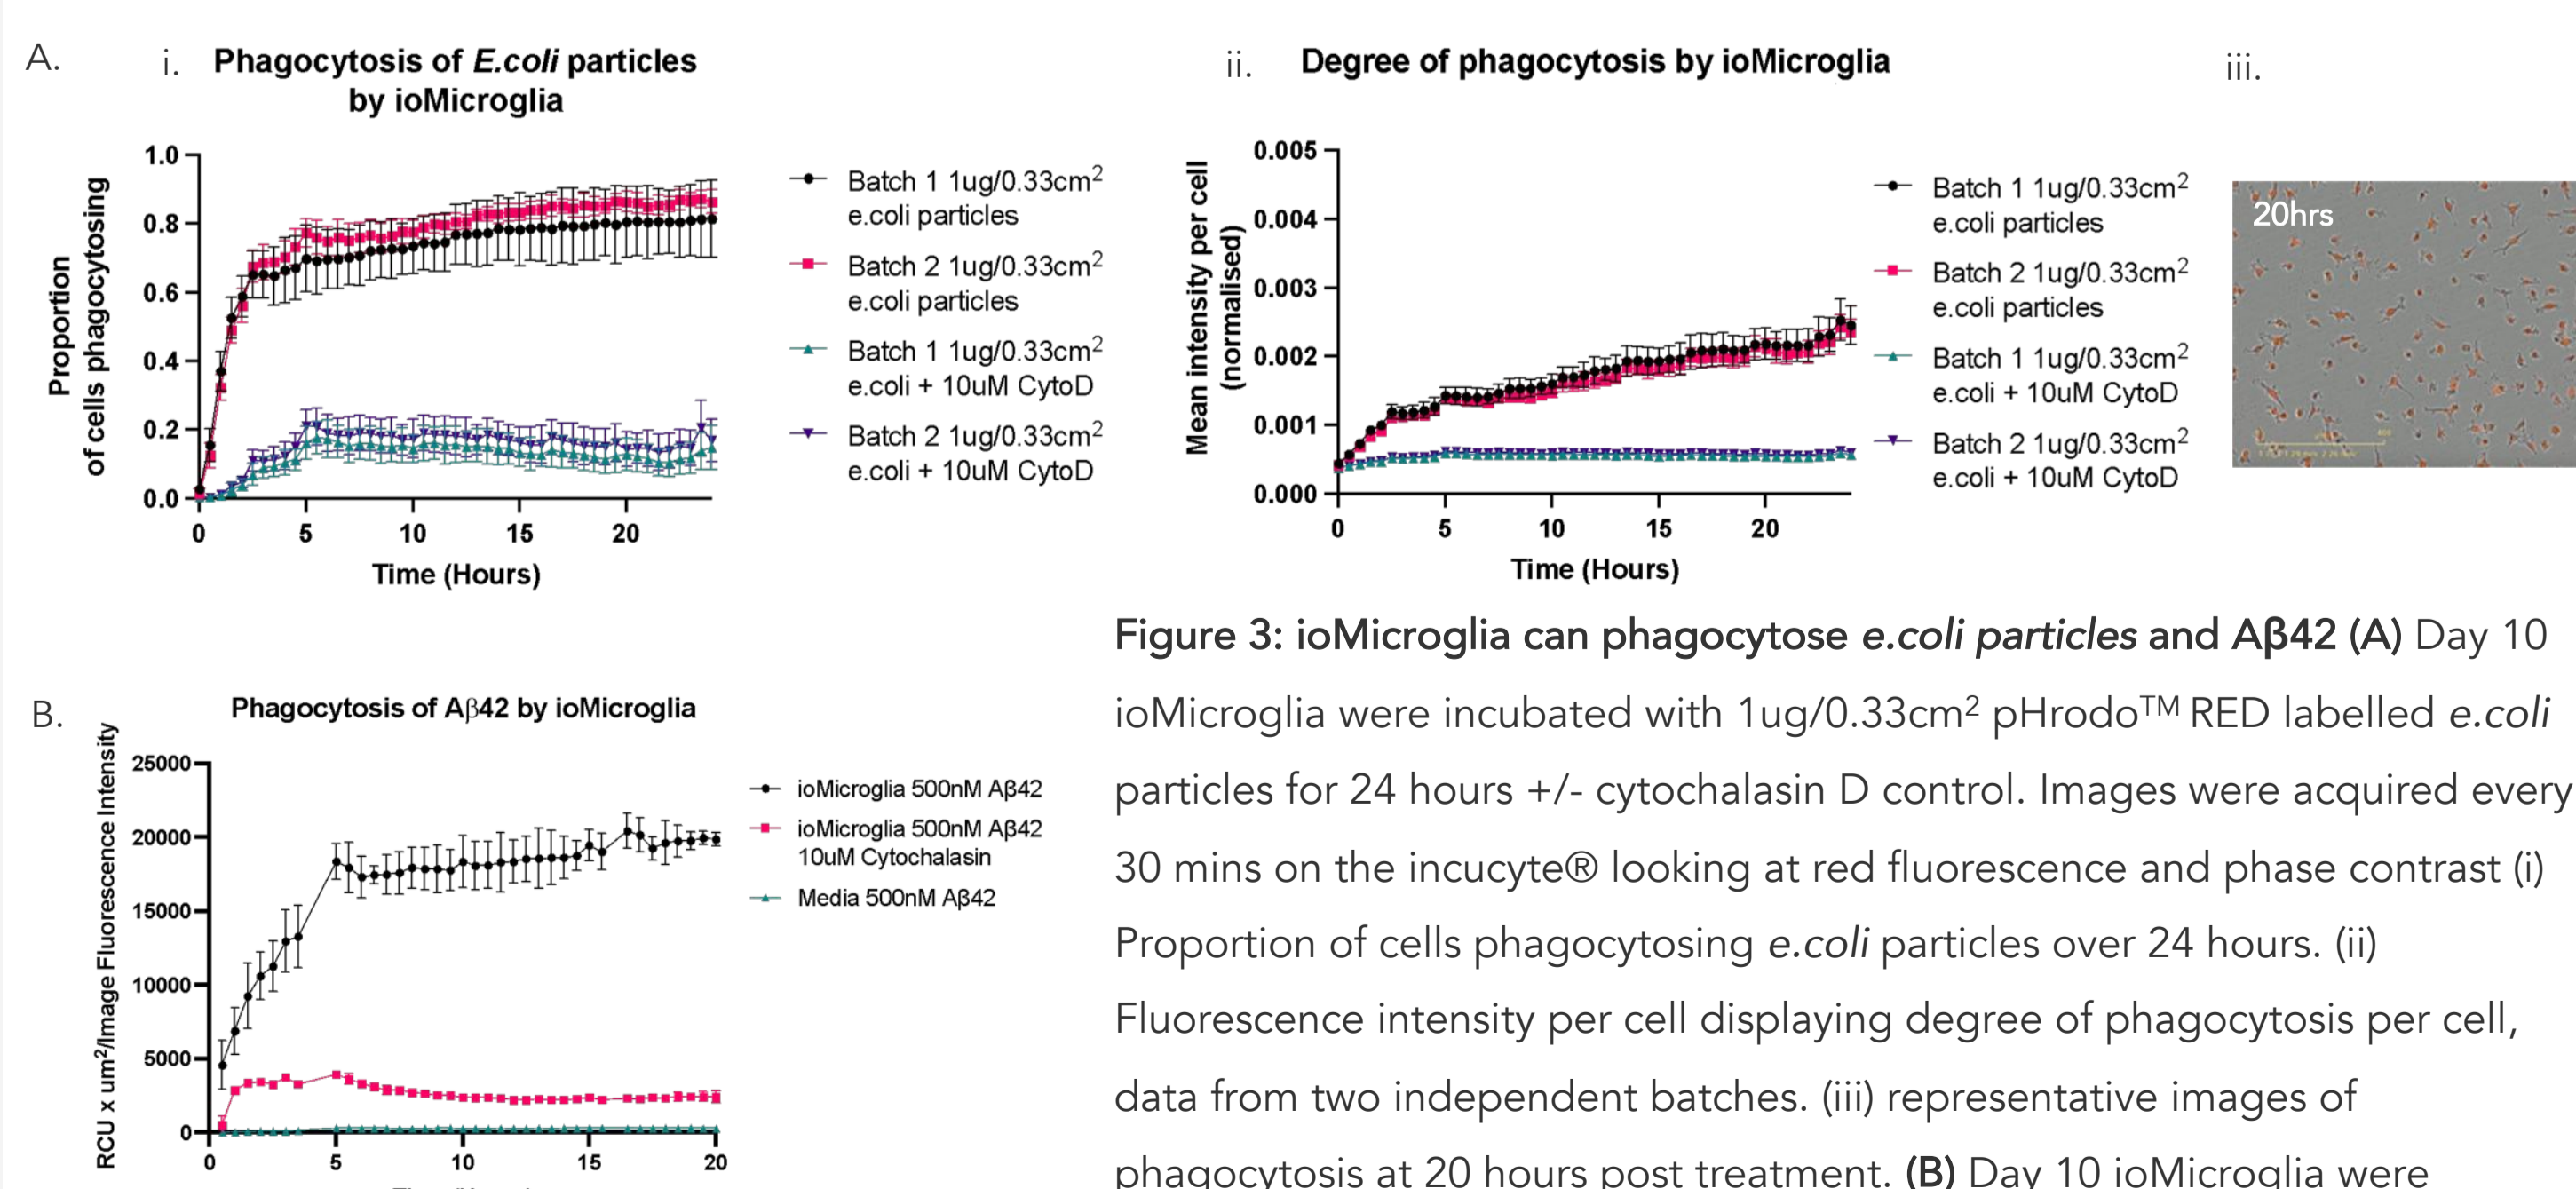 A.
i.
Phagocytosis of E.coli particles
by ioMicroglia
Proportion
of cells phagocytosing
1.0
0.8
0.6
0.4
0.2
0.0
0
5
10
15
20
Time (Hours)
Batch 1 1ug/0.33cm²
e.coli particles
Batch 2 1ug/0.33cm²
e.coli particles
Batch 1 1ug/0.33cm²
e.coli + 10uM CytoD
Batch 2 1ug/0.33cm²
e.coli + 10uM CytoD
ii.
Degree of phagocytosis by ioMicroglia
Mean intensity per cell
(normalised)
0.005
0.004
0.003
0.002
0.001
0.000
0
5
10
15
20
Time (Hours)
Batch 1 1ug/0.33cm²
e.coli particles
Batch 2 1ug/0.33cm²
e.coli particles
Batch 1 1ug/0.33cm²
e.coli + 10uM CytoD
Batch 2 1ug/0.33cm²
e.coli + 10uM CytoD
iii.
20hrs
B.
Phagocytosis of Aβ42 by ioMicroglia
RCU x um²/Image Fluorescence Intensity
25000
20000
15000
10000
5000
0
0
5
10
15
20
ioMicroglia 500nM Aβ42
ioMicroglia 500nM Aβ42
10uM Cytochalasin
Media 500nM Aβ42
Figure 3: ioMicroglia can phagocytose e.coli particles and Aβ42 (A) Day 10
ioMicroglia were incubated with 1ug/0.33cm² pHrodo™ RED labelled e.coli
particles for 24 hours +/- cytochalasin D control. Images were acquired every
30 mins on the incucyte® looking at red fluorescence and phase contrast (i)
Proportion of cells phagocytosing e.coli particles over 24 hours. (ii)
Fluorescence intensity per cell displaying degree of phagocytosis per cell,
data from two independent batches. (iii) representative images of
phagocytosis at 20 hours post treatment. (B) Day 10 ioMicroglia were